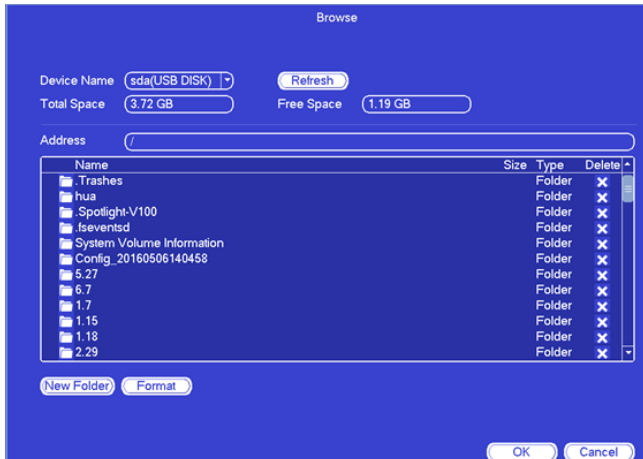 Browse
Device Name sda(USB DISK) Refresh
Total Space 3.72 GB Free Space 1.19 GB
Address /
Name Size Type Delete
.Trashes Folder
hua Folder
.Spotlight-V100 Folder
.fseventsd Folder
System Volume Information Folder
Config_20160506140458 Folder
5.27 Folder
6.7 Folder
1.7 Folder
1.15 Folder
1.18 Folder
2.29 Folder
New Folder Format
OK Cancel